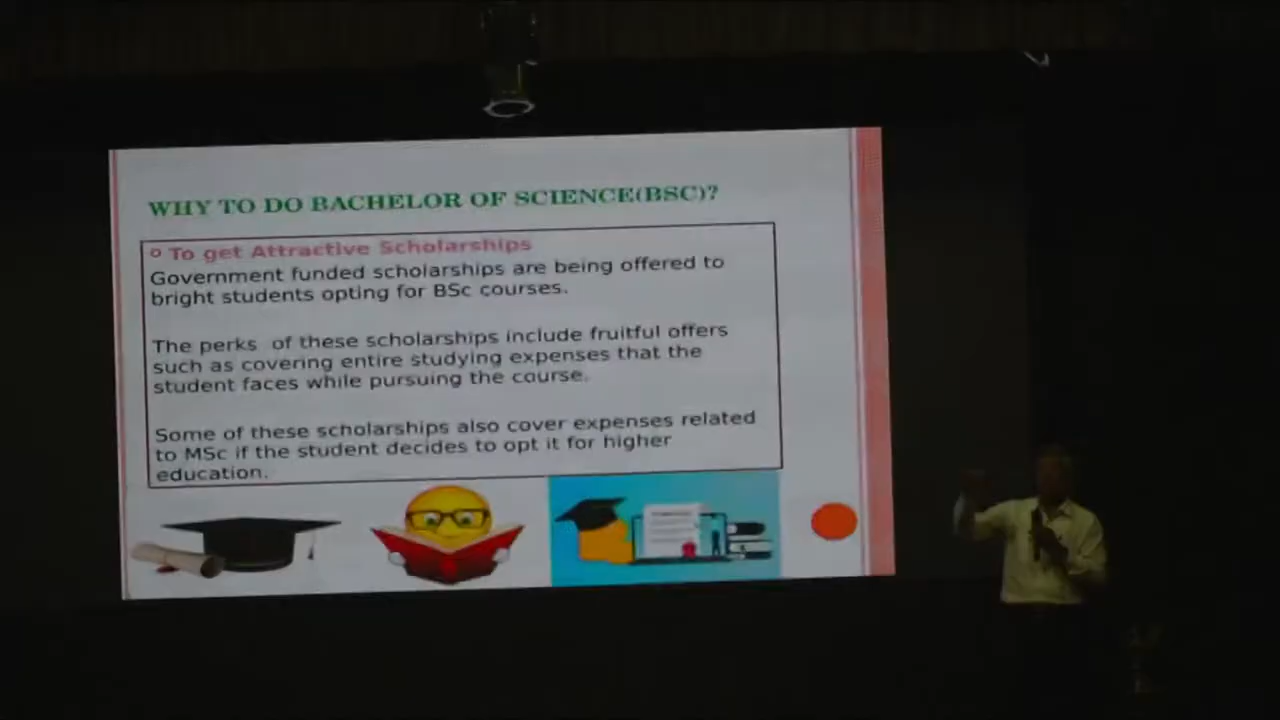 WHY TO DO BACHELOR OF SCIENCE(BSC)?
To get Attractive Scholarships
Government funded scholarships are being offered to
bright students opting for BSc courses.
The perks of these scholarships include fruitful offers
such as covering entire studying expenses that the
student faces while pursuing the course.
Some of these scholarships also cover expenses related
to MSc if the student decides to opt it for higher
education.